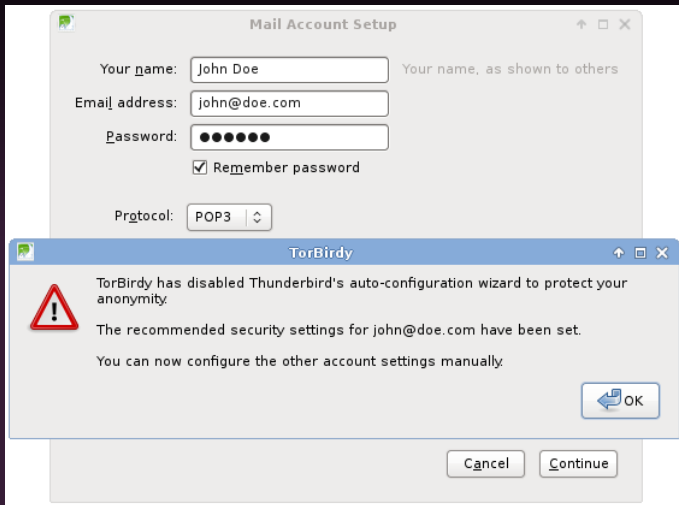 Mail Account Setup
Your name: John Doe Your name, as shown to others
Email address: john@doe.com
Password: ●●●●●●
Remember password
Protocol: POP3
TorBirdy
TorBirdy has disabled Thunderbird's auto-configuration wizard to protect your
anonymity.
The recommended security settings for john@doe.com have been set.
You can now configure the other account settings manually.
OK
Cancel Continue